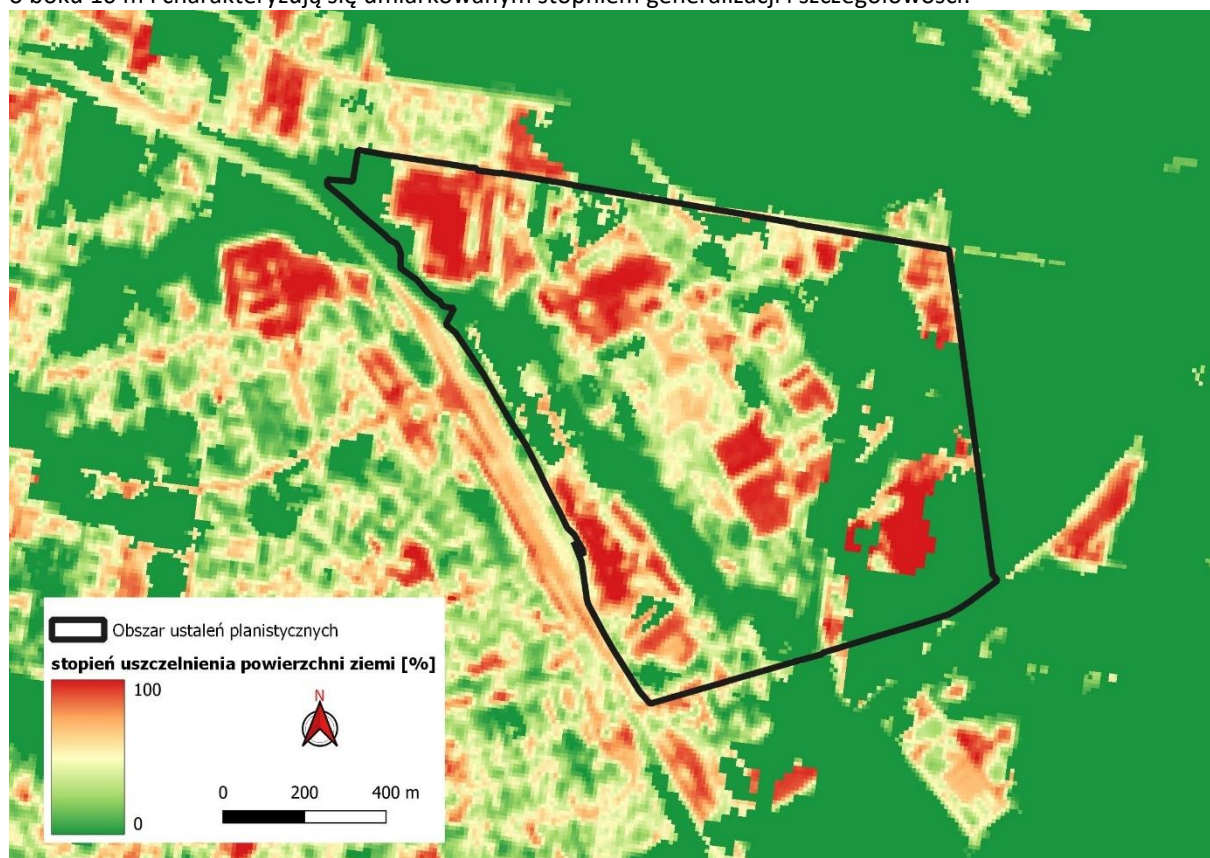 o boku 10 m i charakteryzują się umiarkowanym stopniem generalizacji i szczegółowości.
Obszar ustaleń planistycznych
stopień uszczelnienia powierzchni ziemi [%]
100
0
N
0 200 400 m